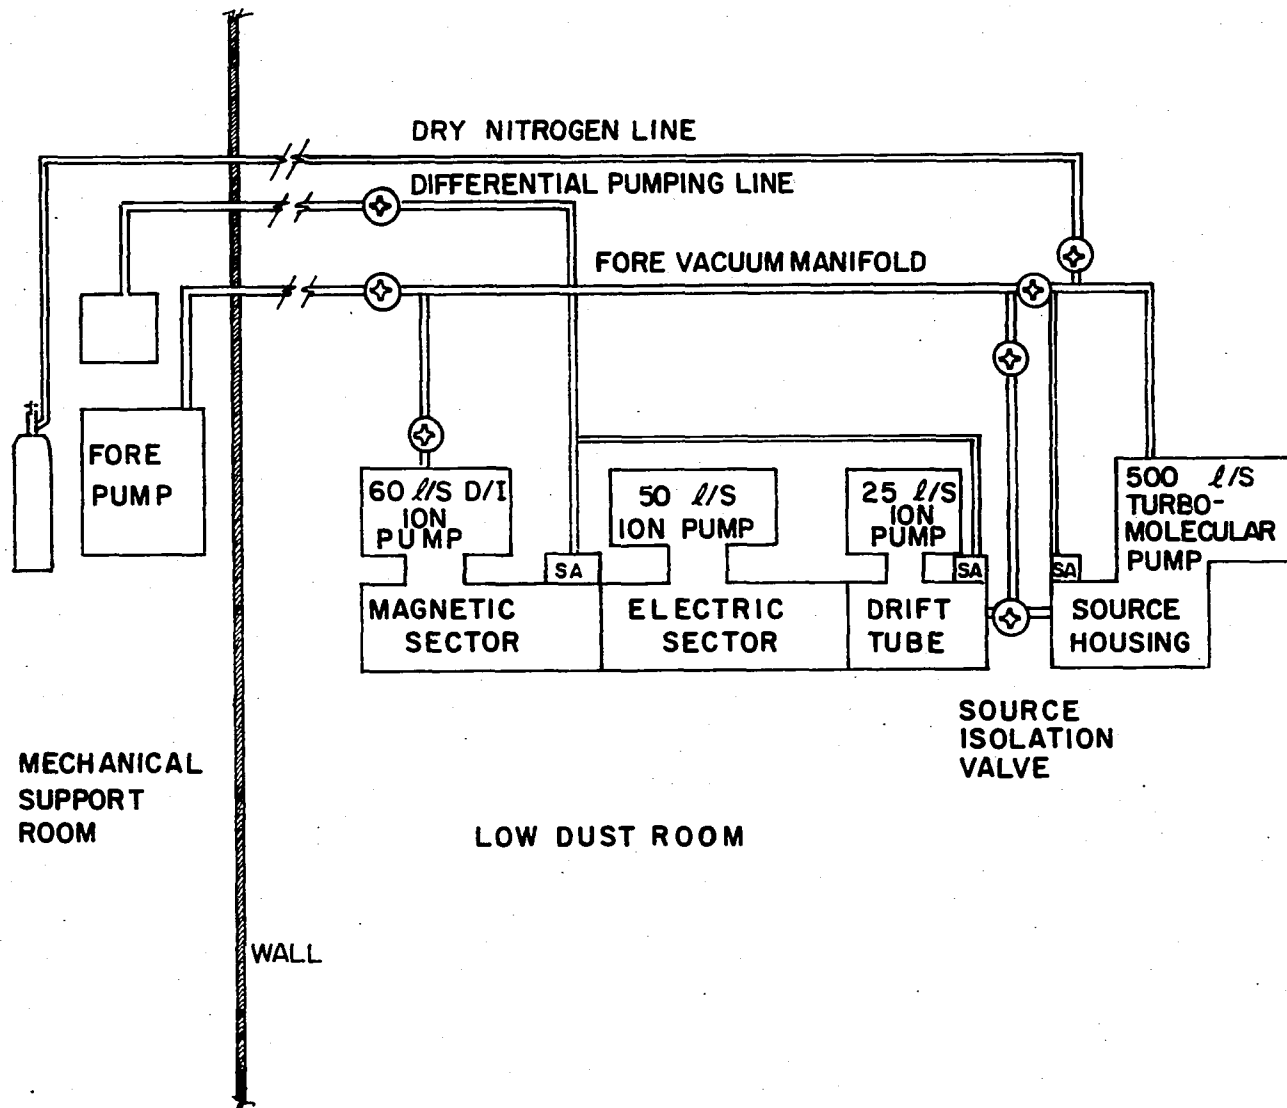 DRY NITROGEN LINE
DIFFERENTIAL PUMPING LINE
FORE VACUUM MANIFOLD
FORE
PUMP
60 ℓ/S D/I
ION
PUMP
50 ℓ/S
ION PUMP
25 ℓ/S
ION
PUMP
500 ℓ/S
TURBO-
MOLECULAR
PUMP
SA
SA
SA
MAGNETIC
SECTOR
ELECTRIC
SECTOR
DRIFT
TUBE
SOURCE
HOUSING
SOURCE
ISOLATION
VALVE
MECHANICAL
SUPPORT
ROOM
LOW DUST ROOM
WALL